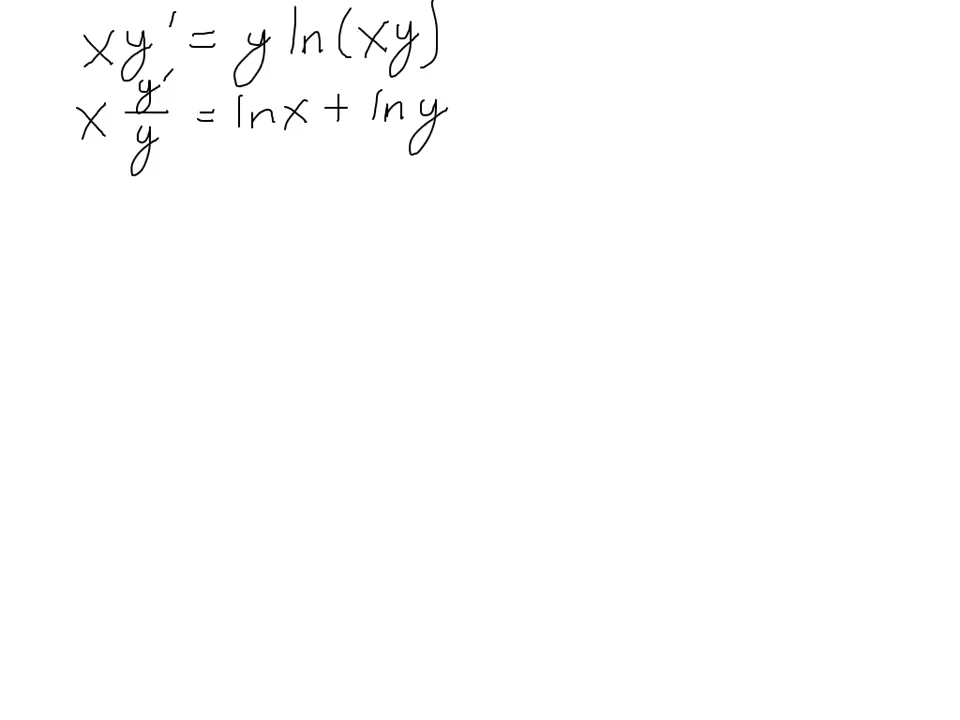 xy' = y ln(xy)
x y'/y = ln x + ln y